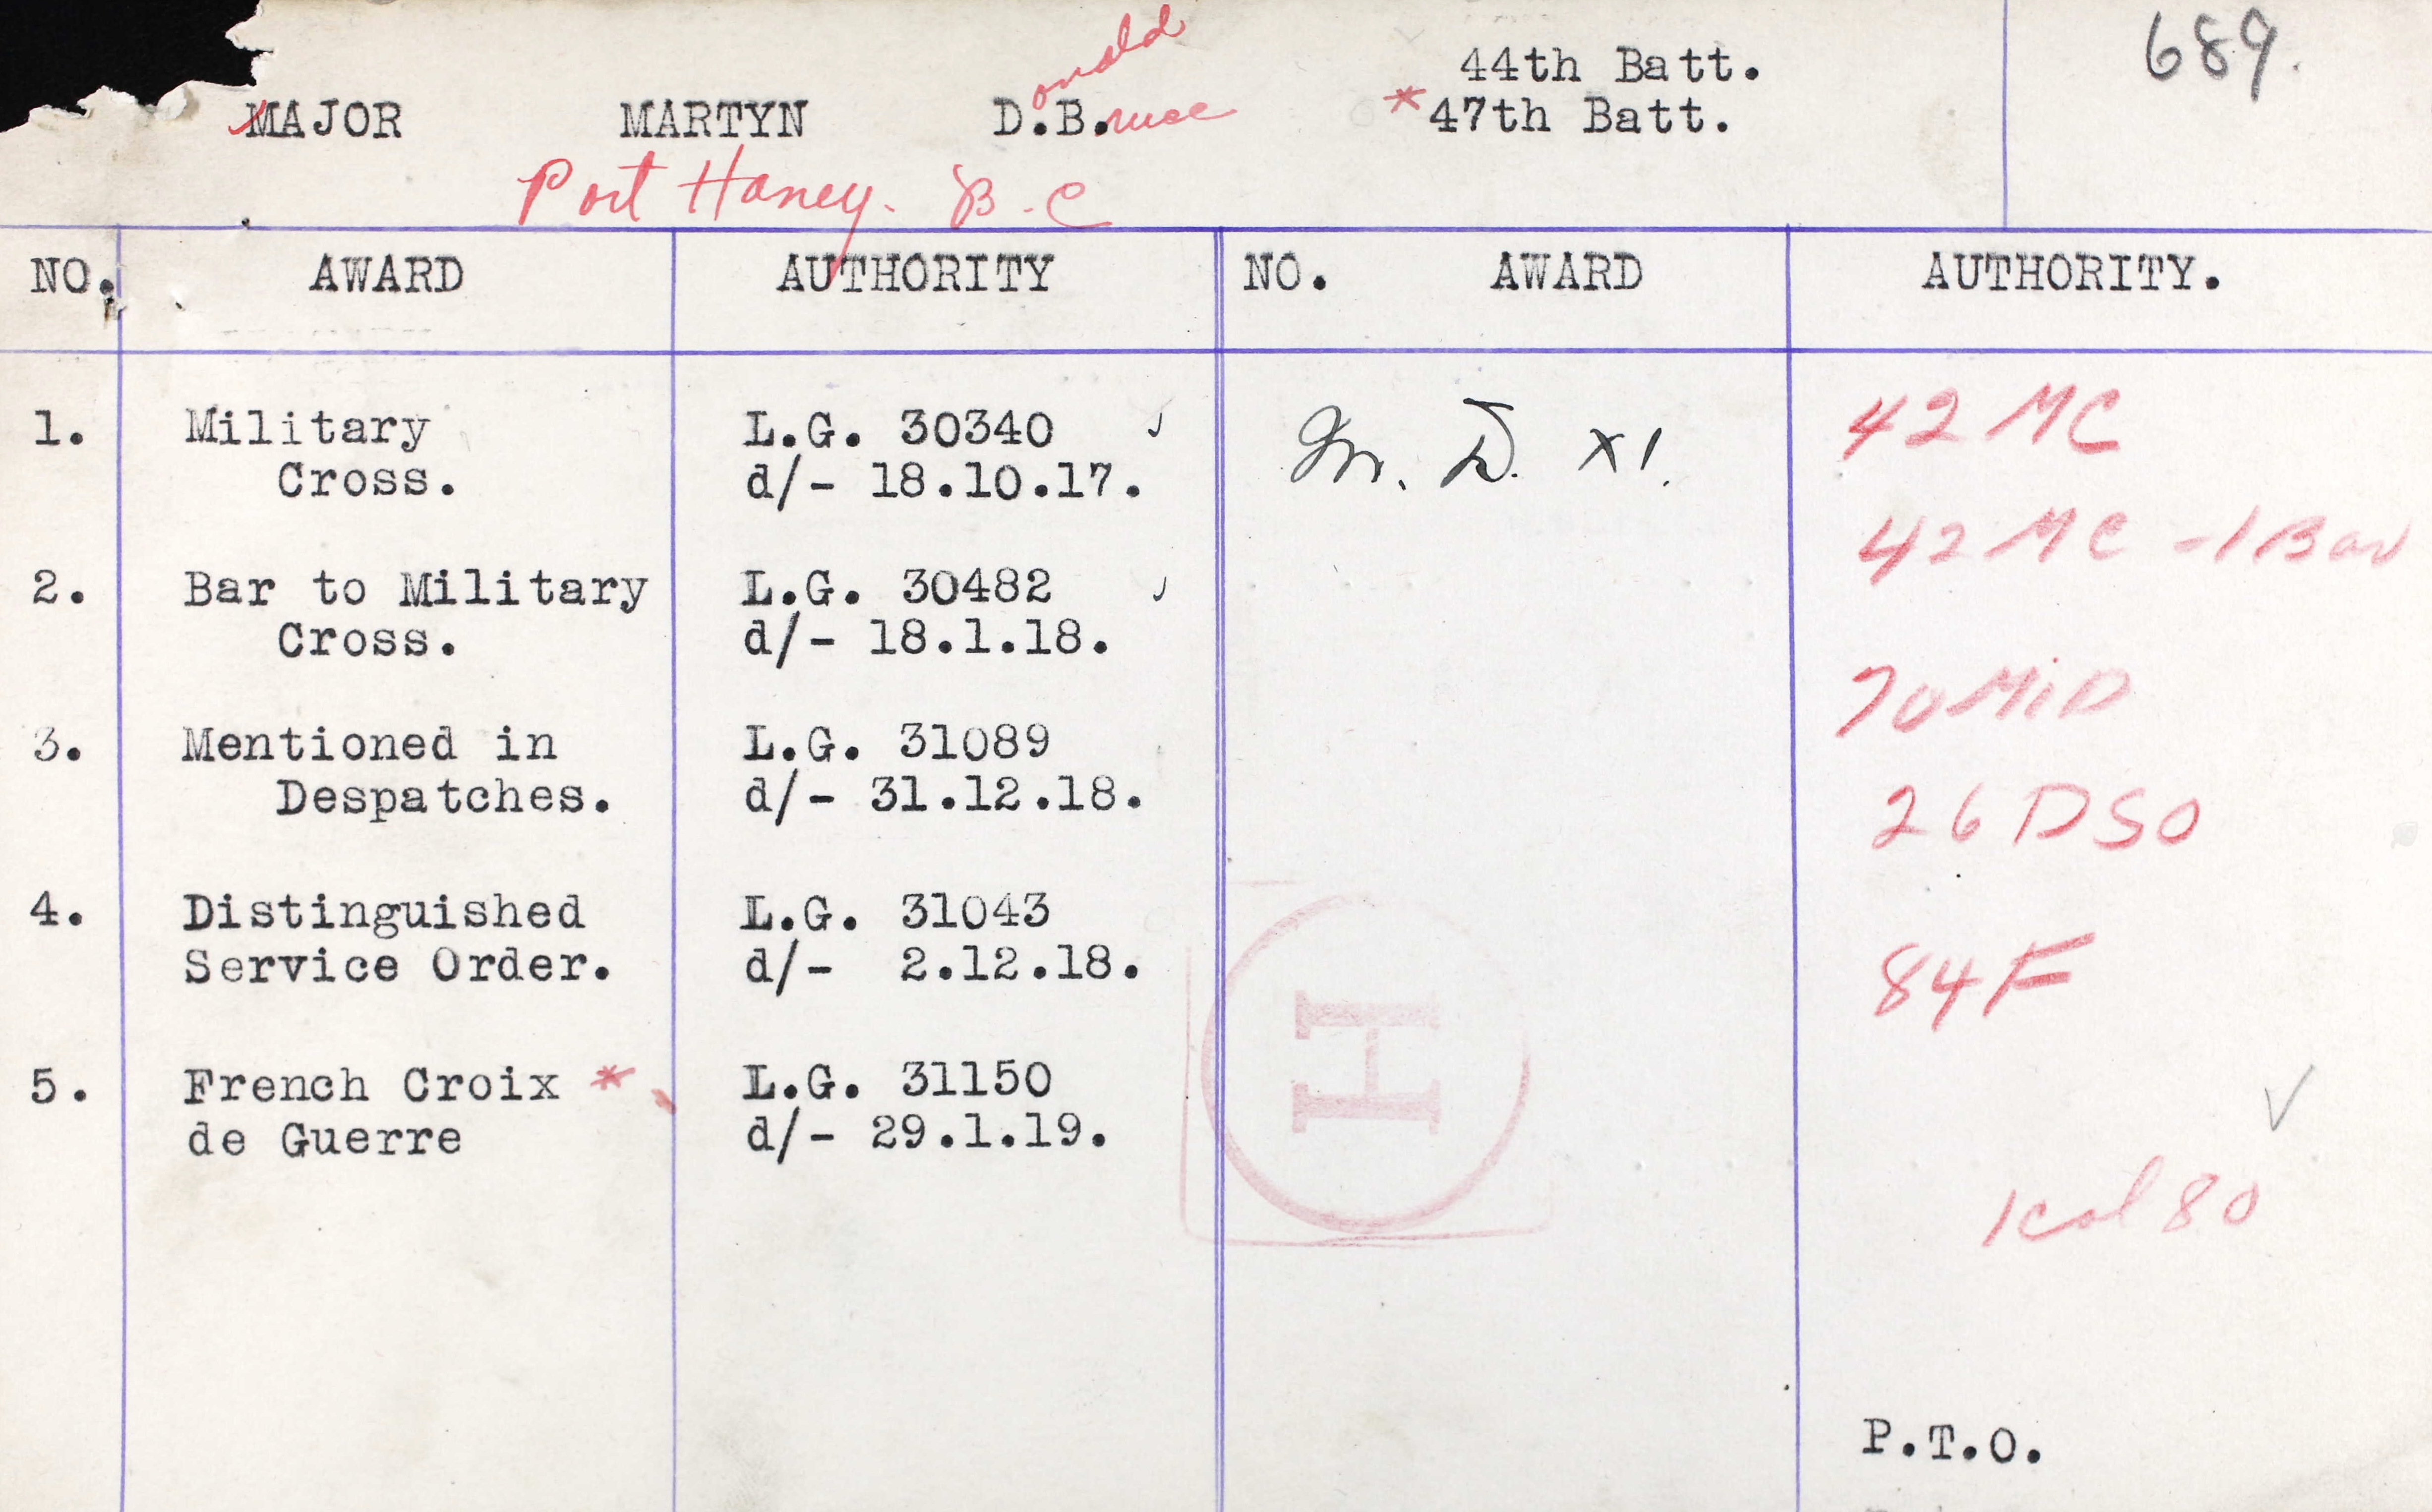 689.
44th Batt.
MAJOR MARTYN D.onald B.ruce *47th Batt.
Port Haney. B.C
NO. AWARD AUTHORITY NO. AWARD AUTHORITY.
1. Military L.G. 30340 M. D. XI. 42 MC
Cross. d/- 18.10.17.
42 MC -1 Bar
2. Bar to Military L.G. 30482
Cross. d/- 18.1.18.
70 MiD
3. Mentioned in L.G. 31089
Despatches. d/- 31.12.18.
26 DSO
4. Distinguished L.G. 31043
Service Order. d/- 2.12.18.
84 F
5. French Croix * L.G. 31150
de Guerre d/- 29.1.19.
H
80
P.T.O.